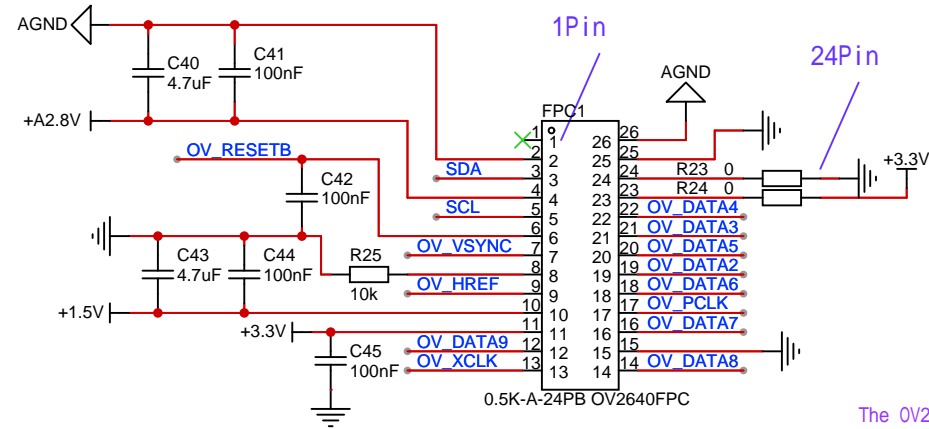 1Pin
24Pin
AGND
C40
4.7uF
C41
100nF
+A2.8V
AGND
FPC1
OV_RESETB
C42
100nF
SDA
SCL
OV_VSYNC
C43
4.7uF
C44
100nF
R25
10k
OV_HREF
+1.5V
+3.3V
C45
100nF
OV_DATA9
OV_XCLK
1
2
3
4
5
6
7
8
9
10
11
12
13
1
2
3
4
5
6
7
8
9
10
11
12
13
26
25
24
23
22
21
20
19
18
17
16
15
14
26
25
24
23
22
21
20
19
18
17
16
15
14
R23 0
R24 0
+3.3V
OV_DATA4
OV_DATA3
OV_DATA5
OV_DATA2
OV_DATA6
OV_PCLK
OV_DATA7
OV_DATA8
0.5K-A-24PB OV2640FPC
The OV2